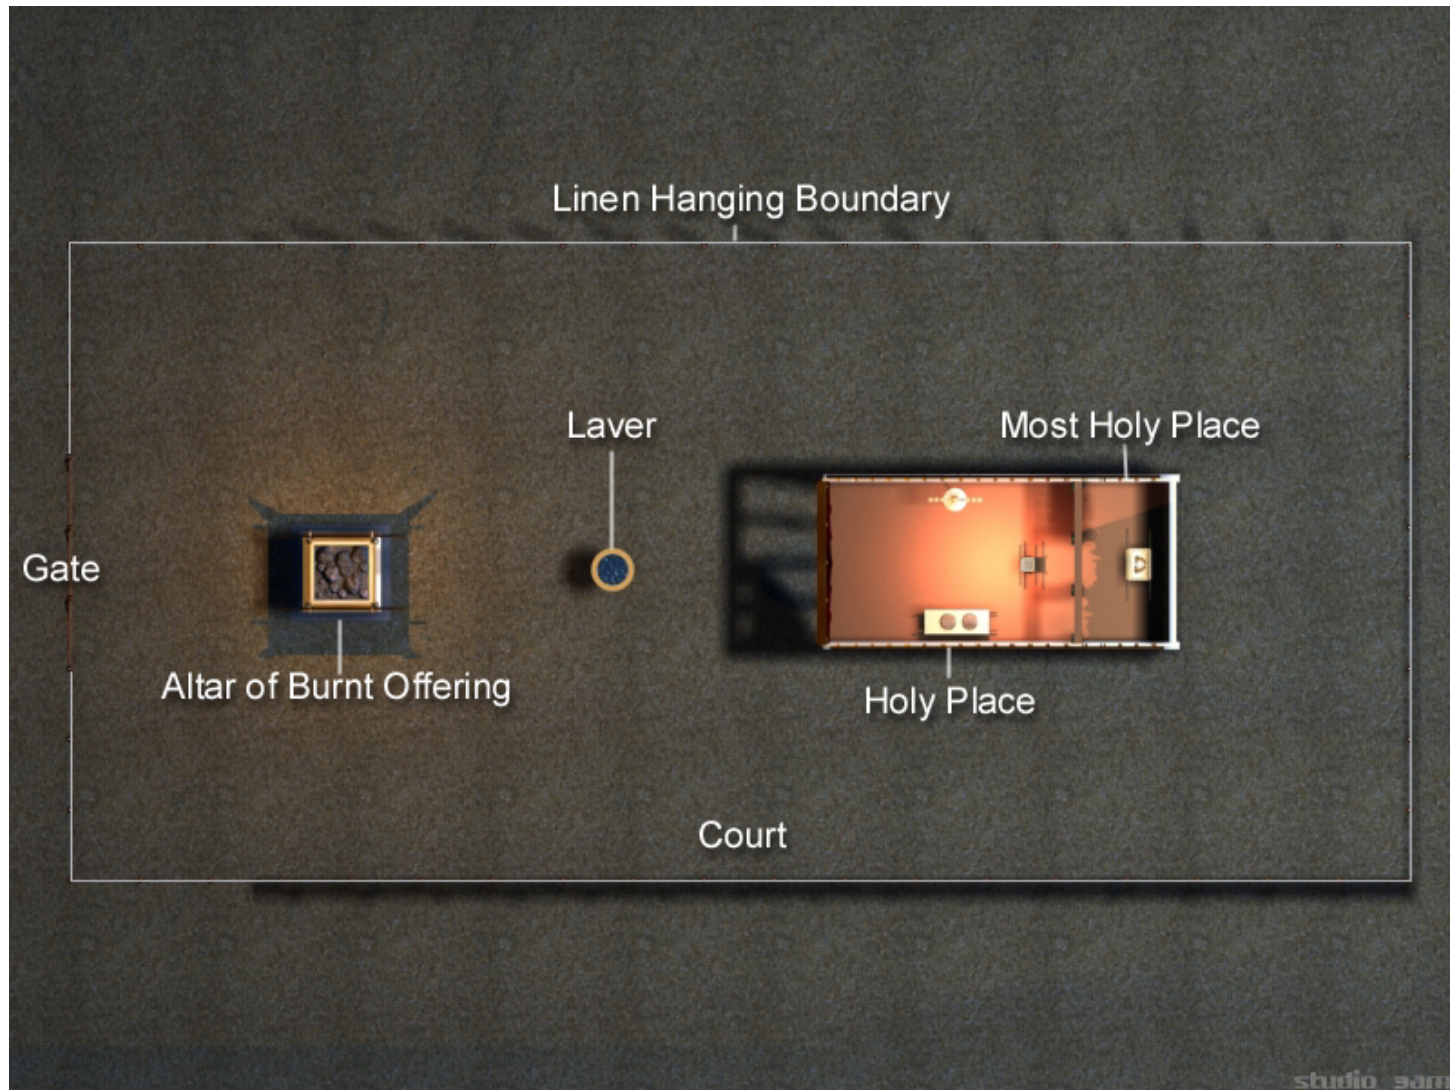 Linen Hanging Boundary
Laver
Most Holy Place
Gate
Altar of Burnt Offering
Holy Place
Court